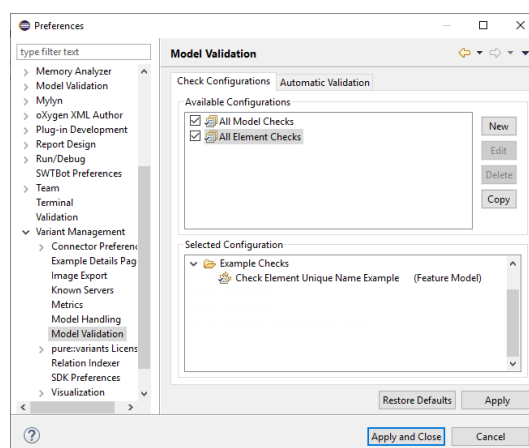 Preferences
type filter text
Memory Analyzer
Model Validation
Mylyn
oXygen XML Author
Plug-in Development
Report Design
Run/Debug
SWTBot Preferences
Team
Terminal
Validation
Variant Management
Connector Preferenc
Example Details Pag
Image Export
Known Servers
Metrics
Model Handling
Model Validation
pure::variants Licens
Relation Indexer
SDK Preferences
Visualization
Model Validation
Check Configurations Automatic Validation
Available Configurations
All Model Checks
All Element Checks
New
Edit
Delete
Copy
Selected Configuration
Example Checks
Check Element Unique Name Example (Feature Model)
Restore Defaults Apply
Apply and Close Cancel